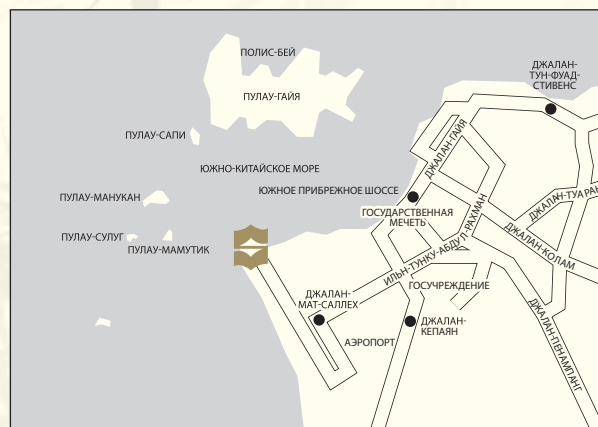 ПОЛИС-БЕЙ
ДЖАЛАН-
ТУН-ФУАД-
СТИВЕНС
ПУЛАУ-ГАЙЯ
ПУЛАУ-САПИ
ДЖАЛАН-ГАЙЯ
ЮЖНО-КИТАЙСКОЕ МОРЕ
ЮЖНОЕ ПРИБРЕЖНОЕ ШОССЕ
ПУЛАУ-МАНУКАН
ДЖАЛАН-ТУАРАН
ГОСУДАРСТВЕННАЯ
МЕЧЕТЬ
ПУЛАУ-СУЛУГ
ПУЛАУ-МАМУТИК
ДЖАЛАН-КОЛАМ
ИЛЬН-ТУНКУ-АБДУЛ-РАХМАН
ГОСУЧРЕЖДЕНИЕ
ДЖАЛАН-
МАТ-САЛЛЕХ
ДЖАЛАН-
КЕПАЯН
АЭРОПОРТ
ДЖАЛАН-ПЕНАМПАНГ